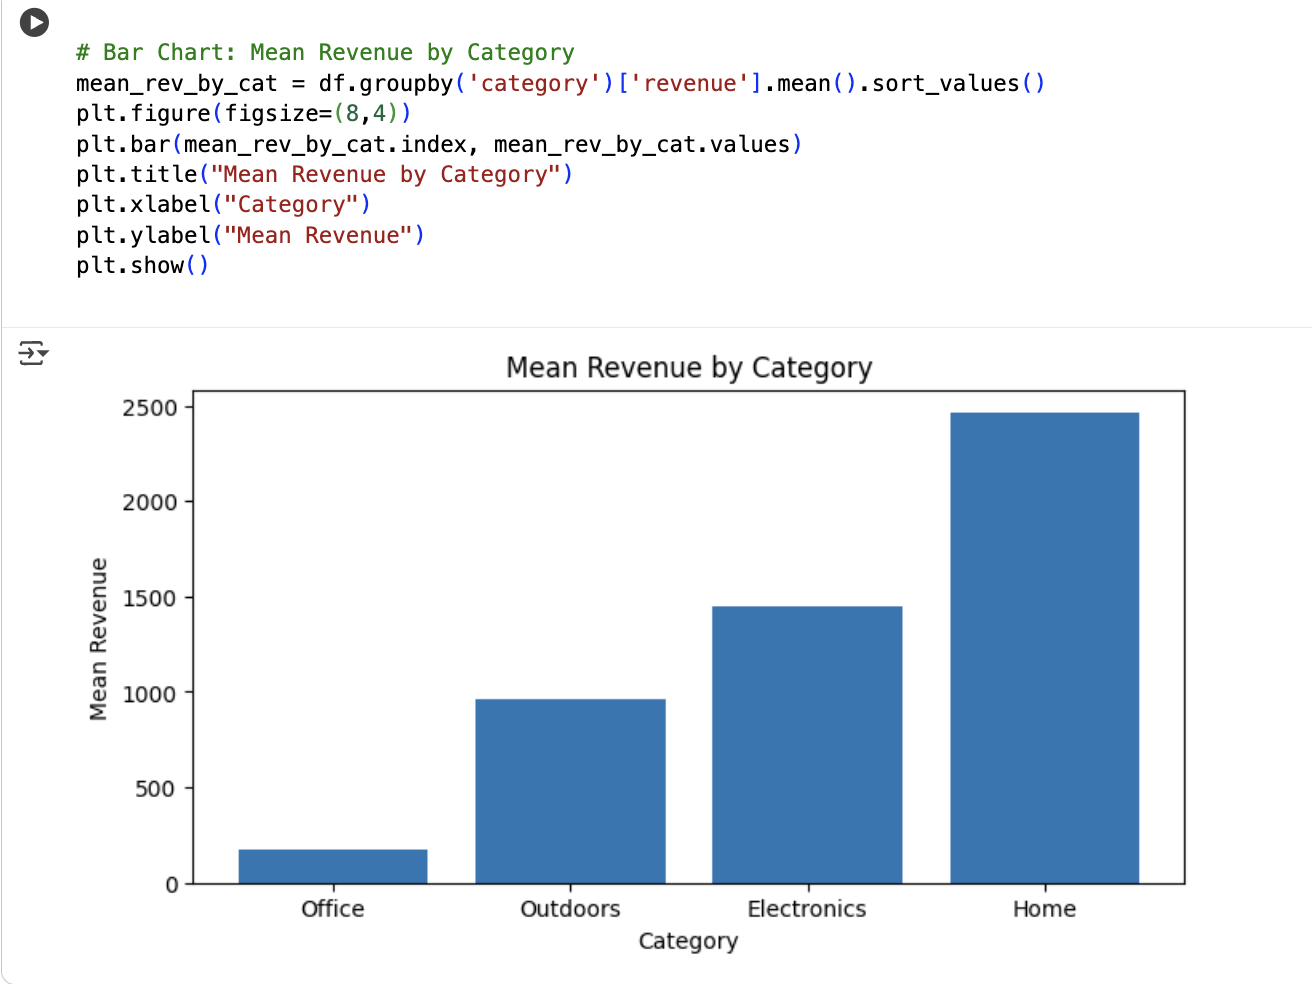 # Bar Chart: Mean Revenue by Category
mean_rev_by_cat = df.groupby('category')['revenue'].mean().sort_values()
plt.figure(figsize=(8,4))
plt.bar(mean_rev_by_cat.index, mean_rev_by_cat.values)
plt.title("Mean Revenue by Category")
plt.xlabel("Category")
plt.ylabel("Mean Revenue")
plt.show()
Mean Revenue by Category
Mean Revenue
2500
2000
1500
1000
500
0
Office Outdoors Electronics Home
Category